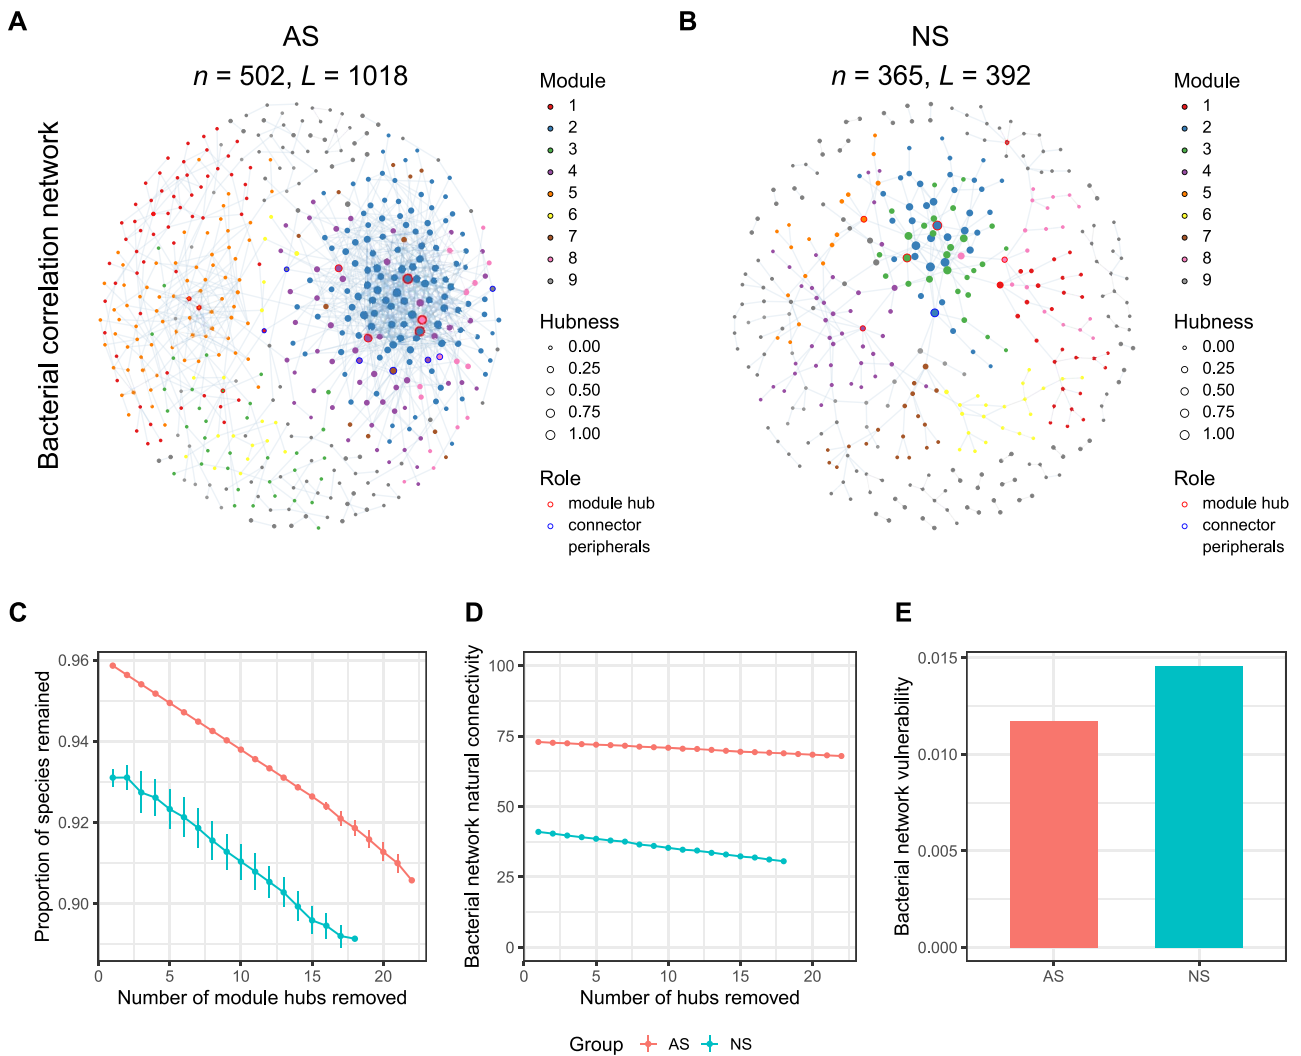 A
AS
n = 502, L = 1018
Bacterial correlation network
Module
1
2
3
4
5
6
7
8
9
Hubness
0.00
0.25
0.50
0.75
1.00
Role
module hub
connector
peripherals
B
NS
n = 365, L = 392
Module
1
2
3
4
5
6
7
8
9
Hubness
0.00
0.25
0.50
0.75
1.00
Role
module hub
connector
peripherals
C
Proportion of species remained
0.96
0.94
0.92
0.90
0
5
10
15
20
Number of module hubs removed
D
Bacterial network natural connectivity
100
75
50
25
0
0
5
10
15
20
Number of hubs removed
E
Bacterial network vulnerability
0.015
0.010
0.005
0.000
AS
NS
Group AS NS